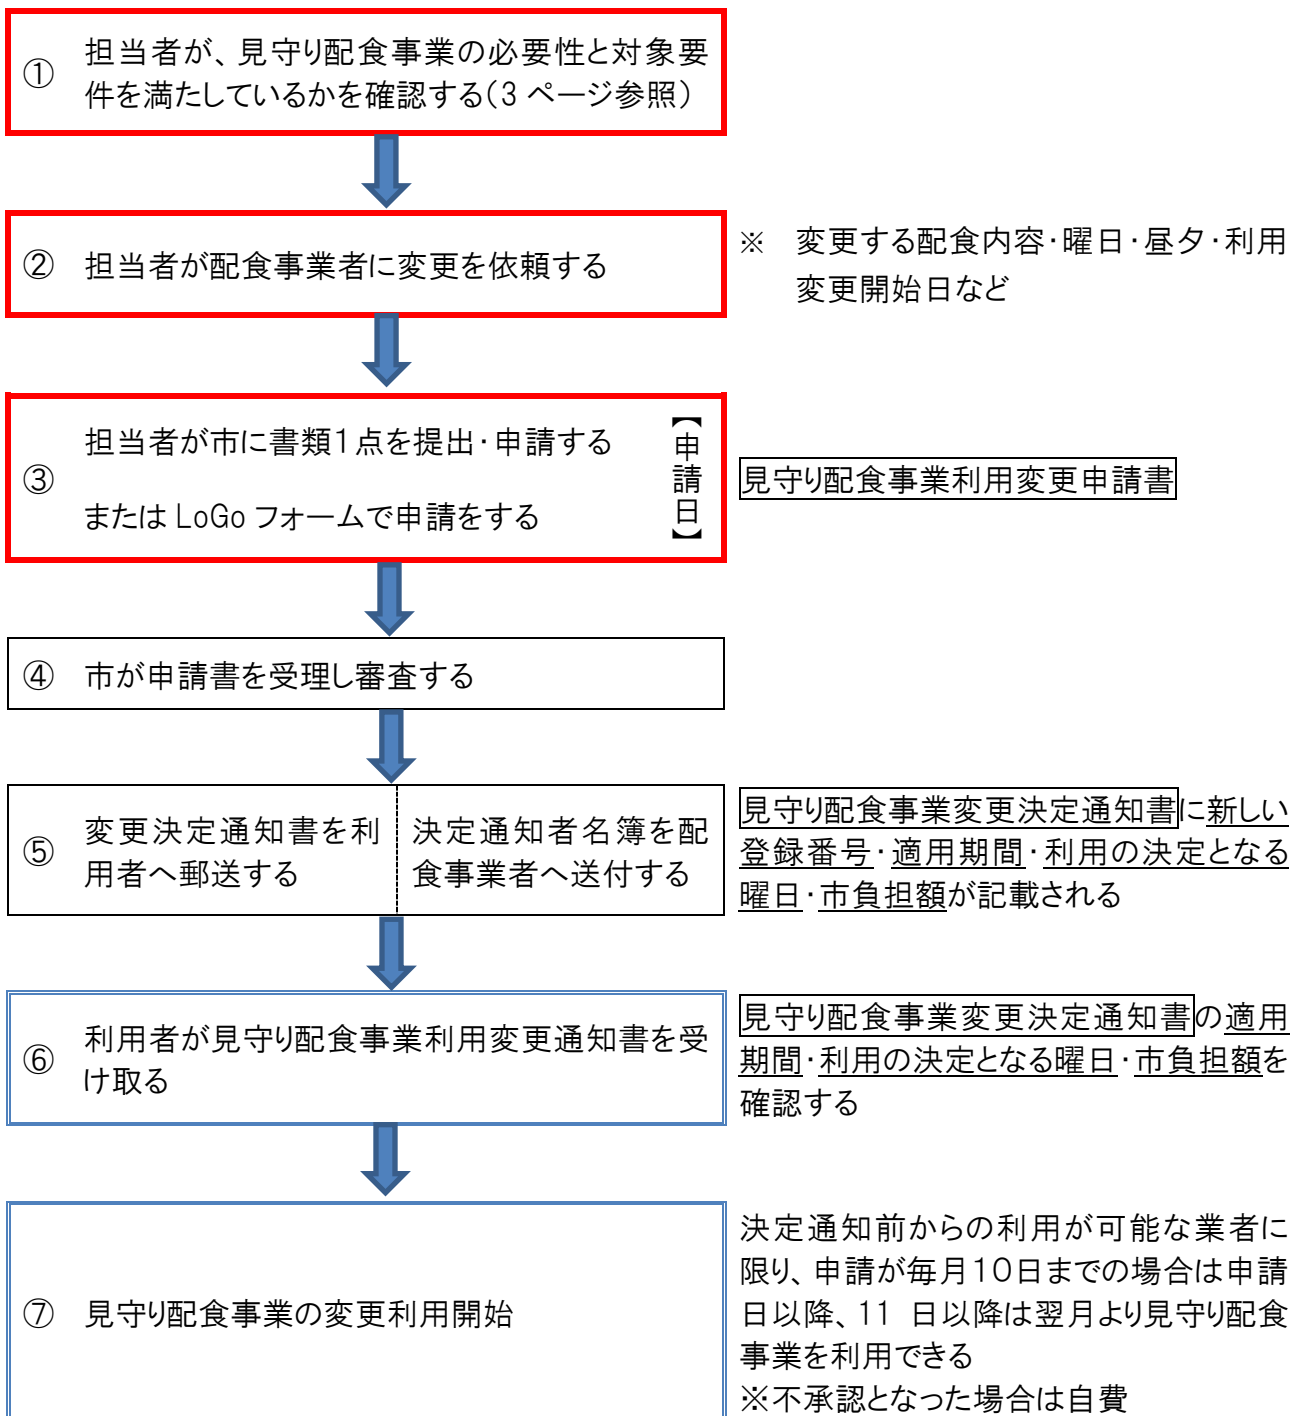 ① 担当者が、見守り配食事業の必要性と対象要
件を満たしているかを確認する（3 ページ参照）
② 担当者が配食事業者に変更を依頼する
※ 変更する配食内容・曜日・昼夕・利用
変更開始日など
③ 担当者が市に書類１点を提出・申請する
または LoGo フォームで申請をする
【申請日】
見守り配食事業利用変更申請書
④ 市が申請書を受理し審査する
⑤ 変更決定通知書を利
用者へ郵送する
決定通知者名簿を配
食事業者へ送付する
見守り配食事業変更決定通知書に新しい
登録番号・適用期間・利用の決定となる
曜日・市負担額が記載される
⑥ 利用者が見守り配食事業利用変更通知書を受
け取る
見守り配食事業変更決定通知書の適用
期間・利用の決定となる曜日・市負担額を
確認する
⑦ 見守り配食事業の変更利用開始
決定通知前からの利用が可能な業者に
限り、申請が毎月１０日までの場合は申請
日以降、11 日以降は翌月より見守り配食
事業を利用できる
※不承認となった場合は自費